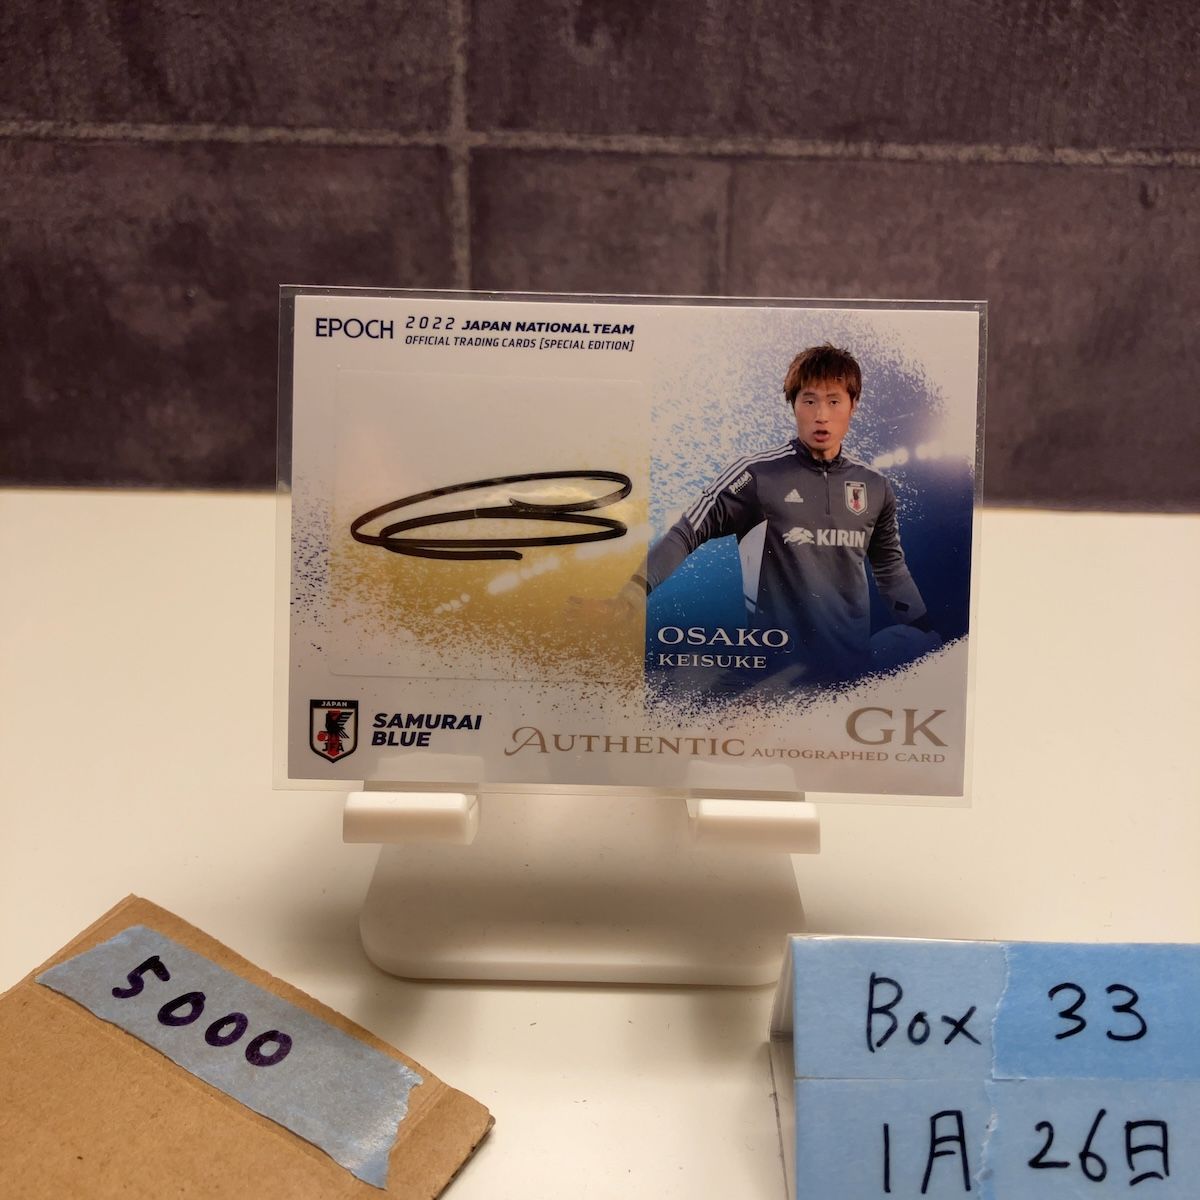 EPOCH
2022 JAPAN NATIONAL TEAM
OFFICIAL TRADING CARDS [SPECIAL EDITION]
KIRIN
OSAKO
KEISUKE
JAPAN
JFA
SAMURAI
BLUE
GK
AUTHENTIC AUTOGRAPHED CARD
5000
Box 33
1月 26日